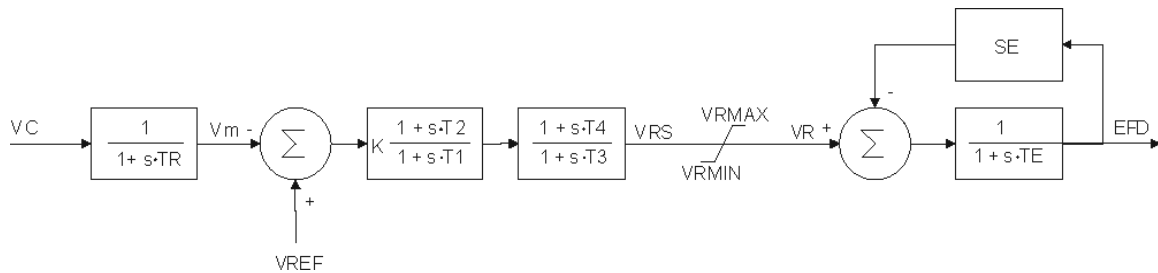 SE
VC
1
1+ s·TR
Vm -
Σ
+
VREF
K
1 + s·T2
1 + s·T1
1 + s·T4
1 + s·T3
VRS
VRMAX
VRMIN
VR +
-
Σ
1
1 + s·TE
EFD